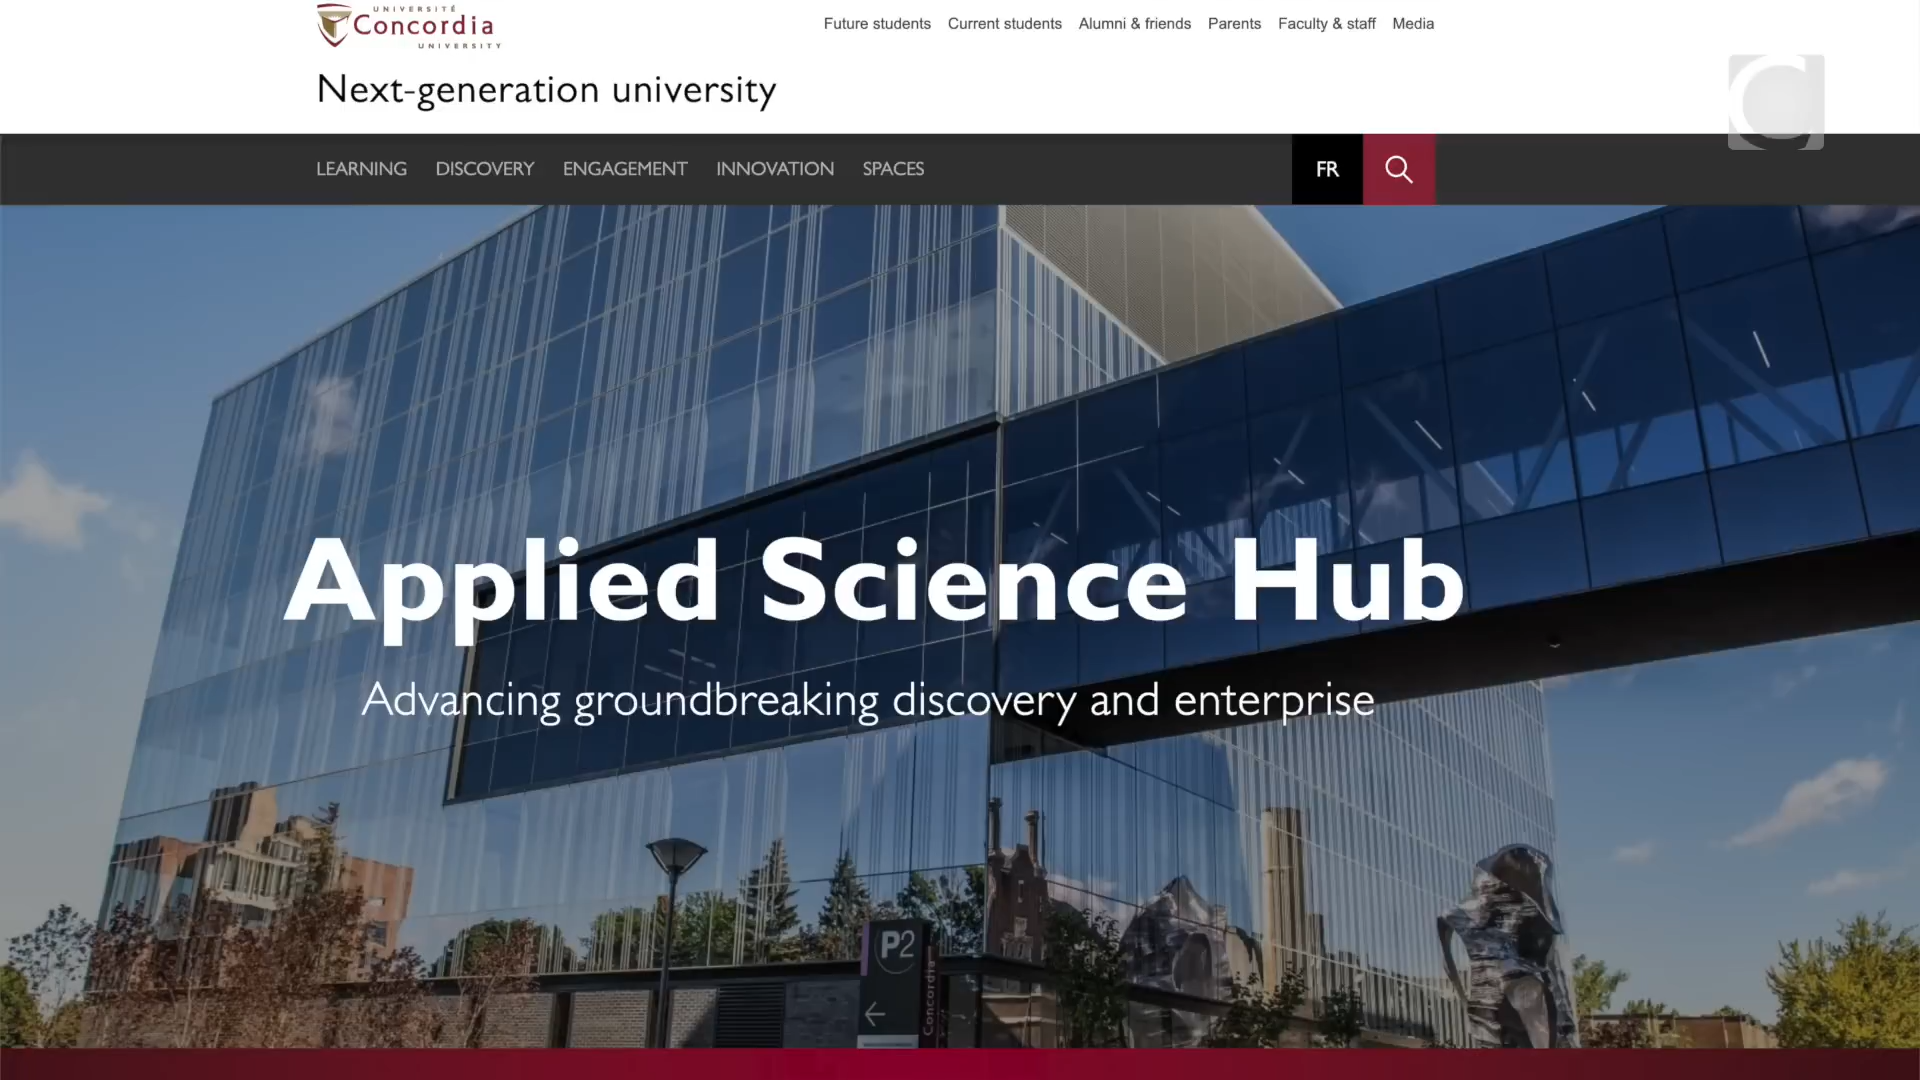 UNIVERSITÉ
Concordia
UNIVERSITY
Future students Current students Alumni & friends Parents Faculty & staff Media
Next-generation university
LEARNING DISCOVERY ENGAGEMENT INNOVATION SPACES FR
Applied Science Hub
Advancing groundbreaking discovery and enterprise
P2
Concordia